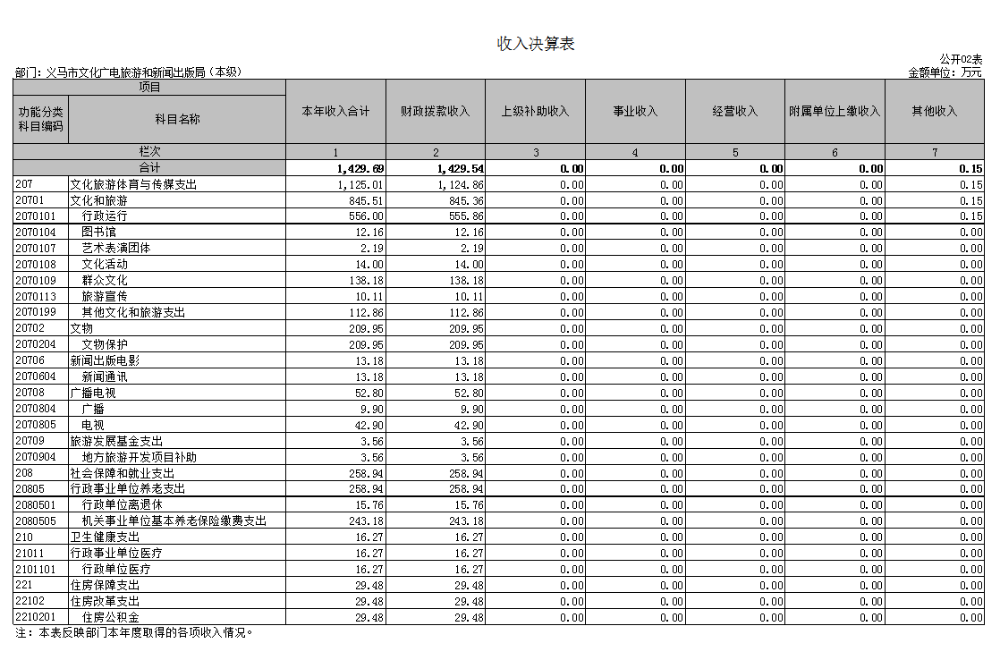 收入决算表
公开02表
部门：义马市文化广电旅游和新闻出版局（本级） 金额单位：万元
项目 本年收入合计 财政拨款收入 上级补助收入 事业收入 经营收入 附属单位上缴收入 其他收入
功能分类科目编码 科目名称
栏次 1 2 3 4 5 6 7
合计 1,429.69 1,429.54 0.00 0.00 0.00 0.00 0.15
207 文化旅游体育与传媒支出 1,125.01 1,124.86 0.00 0.00 0.00 0.00 0.15
20701 文化和旅游 845.51 845.36 0.00 0.00 0.00 0.00 0.15
2070101 行政运行 556.00 555.86 0.00 0.00 0.00 0.00 0.15
2070104 图书馆 12.16 12.16 0.00 0.00 0.00 0.00 0.00
2070107 艺术表演团体 2.19 2.19 0.00 0.00 0.00 0.00 0.00
2070108 文化活动 14.00 14.00 0.00 0.00 0.00 0.00 0.00
2070109 群众文化 138.18 138.18 0.00 0.00 0.00 0.00 0.00
2070113 旅游宣传 10.11 10.11 0.00 0.00 0.00 0.00 0.00
2070199 其他文化和旅游支出 112.86 112.86 0.00 0.00 0.00 0.00 0.00
20702 文物 209.95 209.95 0.00 0.00 0.00 0.00 0.00
2070204 文物保护 209.95 209.95 0.00 0.00 0.00 0.00 0.00
20706 新闻出版电影 13.18 13.18 0.00 0.00 0.00 0.00 0.00
2070604 新闻通讯 13.18 13.18 0.00 0.00 0.00 0.00 0.00
20708 广播电视 52.80 52.80 0.00 0.00 0.00 0.00 0.00
2070804 广播 9.90 9.90 0.00 0.00 0.00 0.00 0.00
2070805 电视 42.90 42.90 0.00 0.00 0.00 0.00 0.00
20709 旅游发展基金支出 3.56 3.56 0.00 0.00 0.00 0.00 0.00
2070904 地方旅游开发项目补助 3.56 3.56 0.00 0.00 0.00 0.00 0.00
208 社会保障和就业支出 258.94 258.94 0.00 0.00 0.00 0.00 0.00
20805 行政事业单位养老支出 258.94 258.94 0.00 0.00 0.00 0.00 0.00
2080501 行政单位离退休 15.76 15.76 0.00 0.00 0.00 0.00 0.00
2080505 机关事业单位基本养老保险缴费支出 243.18 243.18 0.00 0.00 0.00 0.00 0.00
210 卫生健康支出 16.27 16.27 0.00 0.00 0.00 0.00 0.00
21011 行政事业单位医疗 16.27 16.27 0.00 0.00 0.00 0.00 0.00
2101101 行政单位医疗 16.27 16.27 0.00 0.00 0.00 0.00 0.00
221 住房保障支出 29.48 29.48 0.00 0.00 0.00 0.00 0.00
22102 住房改革支出 29.48 29.48 0.00 0.00 0.00 0.00 0.00
2210201 住房公积金 29.48 29.48 0.00 0.00 0.00 0.00 0.00
注：本表反映部门本年度取得的各项收入情况。